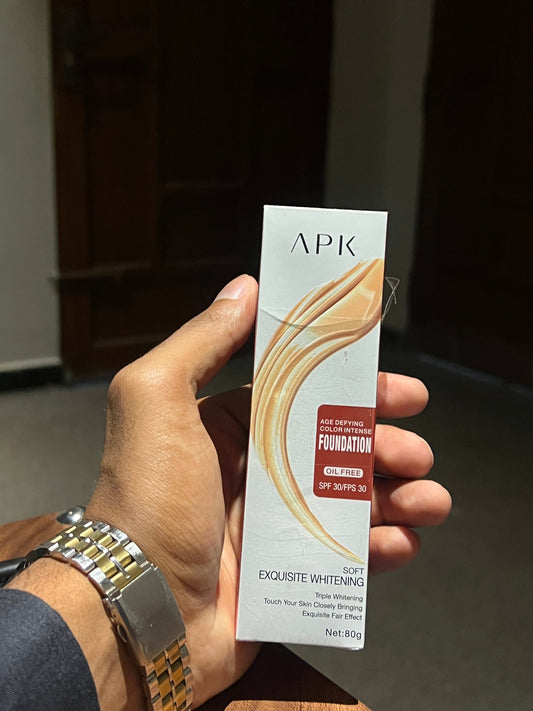 APK
AGE DEFYING
COLOR INTENSE
FOUNDATION
OIL FREE
SPF 30/FPS 30
SOFT
EXQUISITE WHITENING
Triple Whitening
Touch Your Skin Closely Bringing
Exquisite Fair Effect
Net:80g